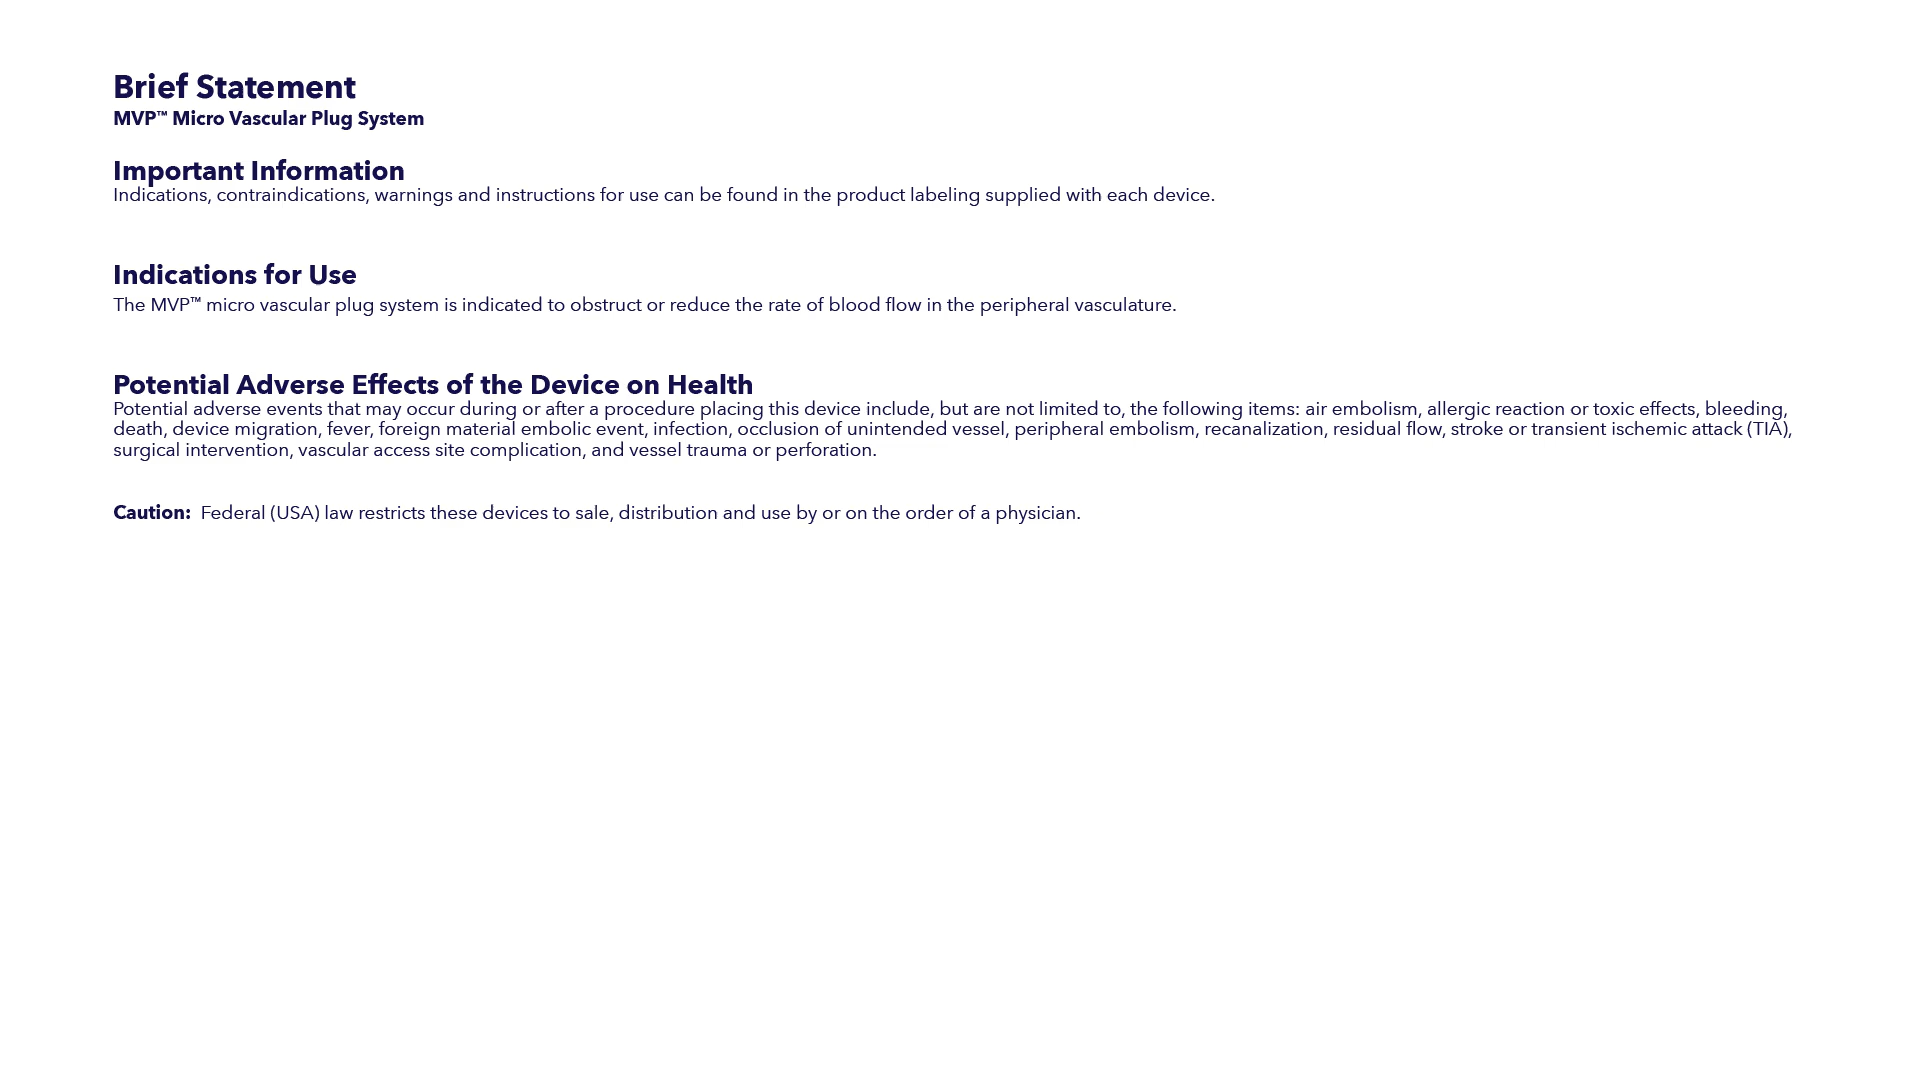 Brief Statement
MVP™ Micro Vascular Plug System
Important Information
Indications, contraindications, warnings and instructions for use can be found in the product labeling supplied with each device.
Indications for Use
The MVP™ micro vascular plug system is indicated to obstruct or reduce the rate of blood flow in the peripheral vasculature.
Potential Adverse Effects of the Device on Health
Potential adverse events that may occur during or after a procedure placing this device include, but are not limited to, the following items: air embolism, allergic reaction or toxic effects, bleeding,
death, device migration, fever, foreign material embolic event, infection, occlusion of unintended vessel, peripheral embolism, recanalization, residual flow, stroke or transient ischemic attack (TIA),
surgical intervention, vascular access site complication, and vessel trauma or perforation.
Caution: Federal (USA) law restricts these devices to sale, distribution and use by or on the order of a physician.